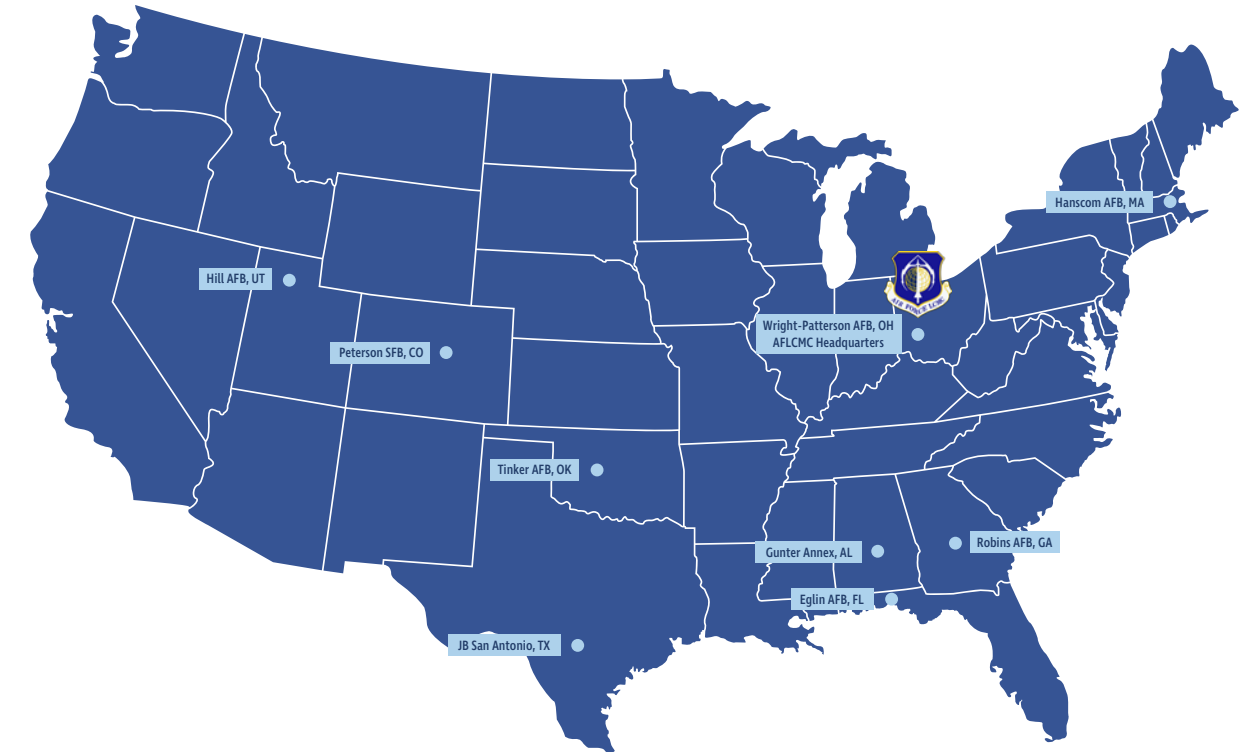 Hanscom AFB, MA
Hill AFB, UT
AIR FORCE LCMC
Wright-Patterson AFB, OH
AFLCMC Headquarters
Peterson SFB, CO
Tinker AFB, OK
Robins AFB, GA
Gunter Annex, AL
Eglin AFB, FL
JB San Antonio, TX